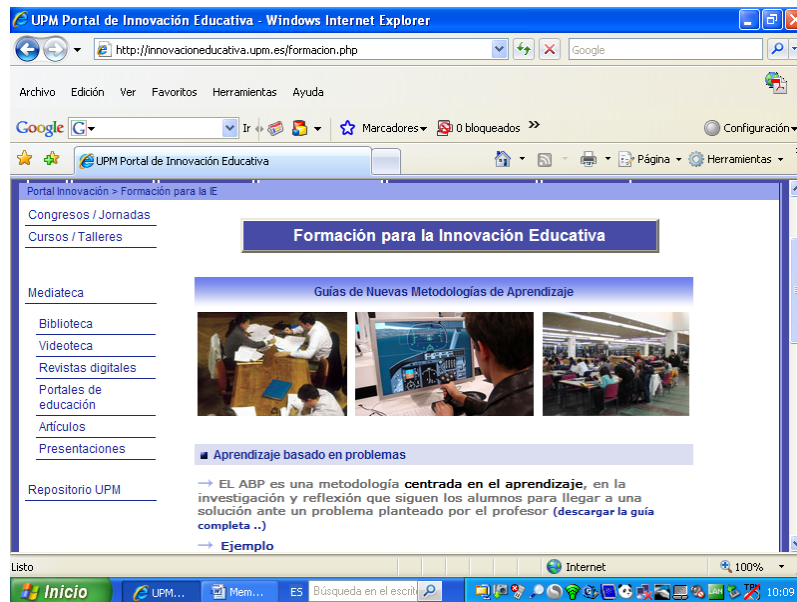 UPM Portal de Innovación Educativa - Windows Internet Explorer
http://innovacioneducativa.upm.es/formacion.php
Google
Archivo Edición Ver Favoritos Herramientas Ayuda
Google G Ir Marcadores 0 bloqueados » Configuración
UPM Portal de Innovación Educativa Página Herramientas
Portal Innovación > Formación para la IE
Congresos / Jornadas
Cursos / Talleres
Mediateca
Biblioteca
Videoteca
Revistas digitales
Portales de
educación
Artículos
Presentaciones
Repositorio UPM
Formación para la Innovación Educativa
Guías de Nuevas Metodologías de Aprendizaje
Aprendizaje basado en problemas
→ EL ABP es una metodología centrada en el aprendizaje, en la
investigación y reflexión que siguen los alumnos para llegar a una
solución ante un problema planteado por el profesor (descargar la guía
completa ..)
→ Ejemplo
Listo Internet 100%
Inicio UPM... Mem... ES Búsqueda en el escrit LAN 10:09